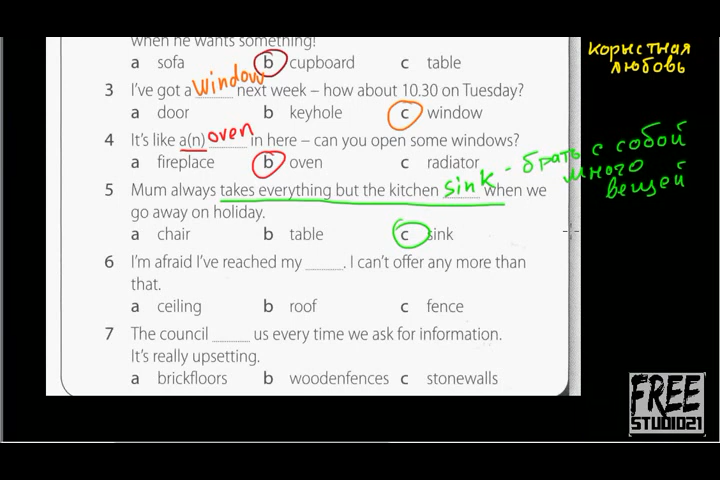 when he wants something!
a sofa b cupboard c table
3 I've got a window next week – how about 10.30 on Tuesday?
a door b keyhole c window
4 It's like a(n) oven in here – can you open some windows?
a fireplace b oven c radiator
5 Mum always takes everything but the kitchen sink when we
go away on holiday.
a chair b table c sink
6 I'm afraid I've reached my ......... . I can't offer any more than
that.
a ceiling b roof c fence
7 The council ......... us every time we ask for information.
It's really upsetting.
a brickfloors b woodenfences c stonewalls
корыстная
любовь
- брать с собой
много
вещей
FREE
STUDIO21